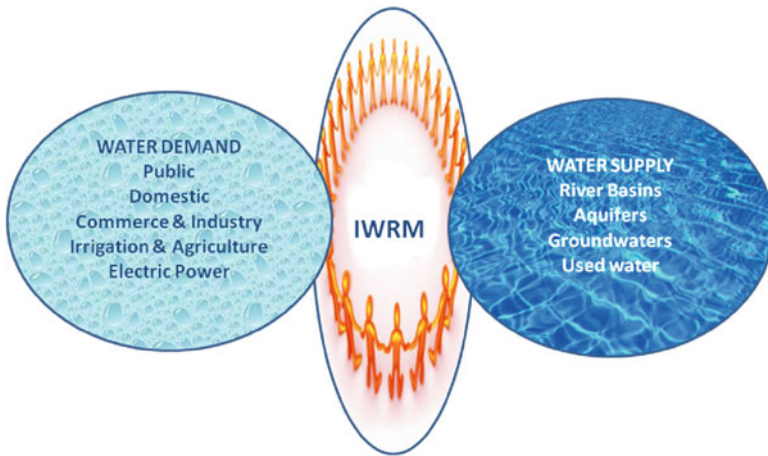 WATER DEMAND
Public
Domestic
Commerce & Industry
Irrigation & Agriculture
Electric Power
IWRM
WATER SUPPLY
River Basins
Aquifers
Groundwaters
Used water